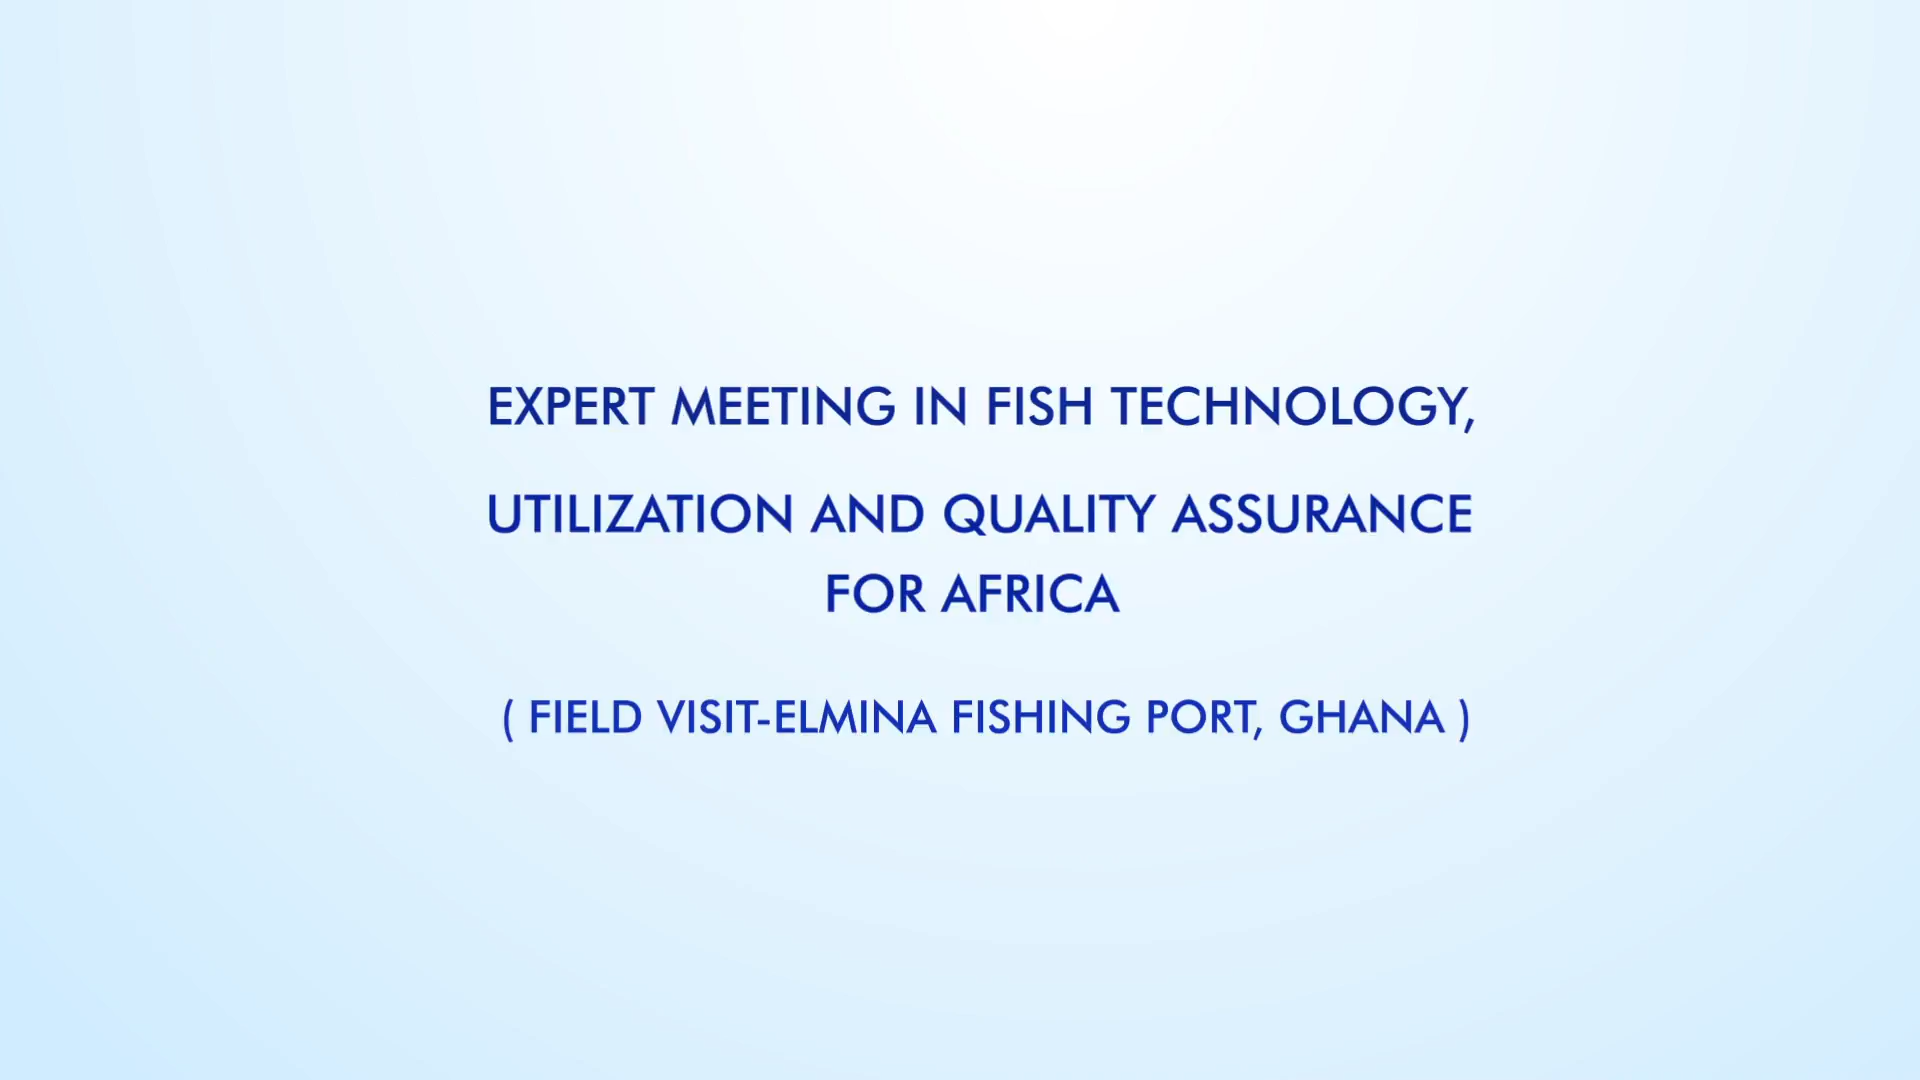 EXPERT MEETING IN FISH TECHNOLOGY,
UTILIZATION AND QUALITY ASSURANCE
FOR AFRICA
( FIELD VISIT-ELMINA FISHING PORT, GHANA )